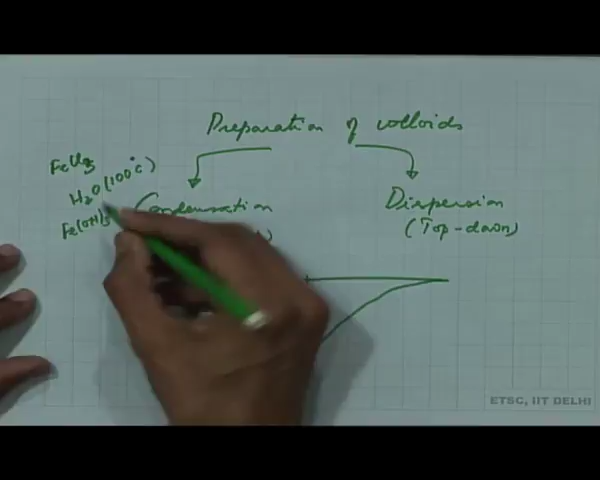 Preparation of colloids
FeCl3
H2O (100°C)
Fe(OH)3
Condensation
Dispersion
(Top-down)
ETSC, IIT DELHI